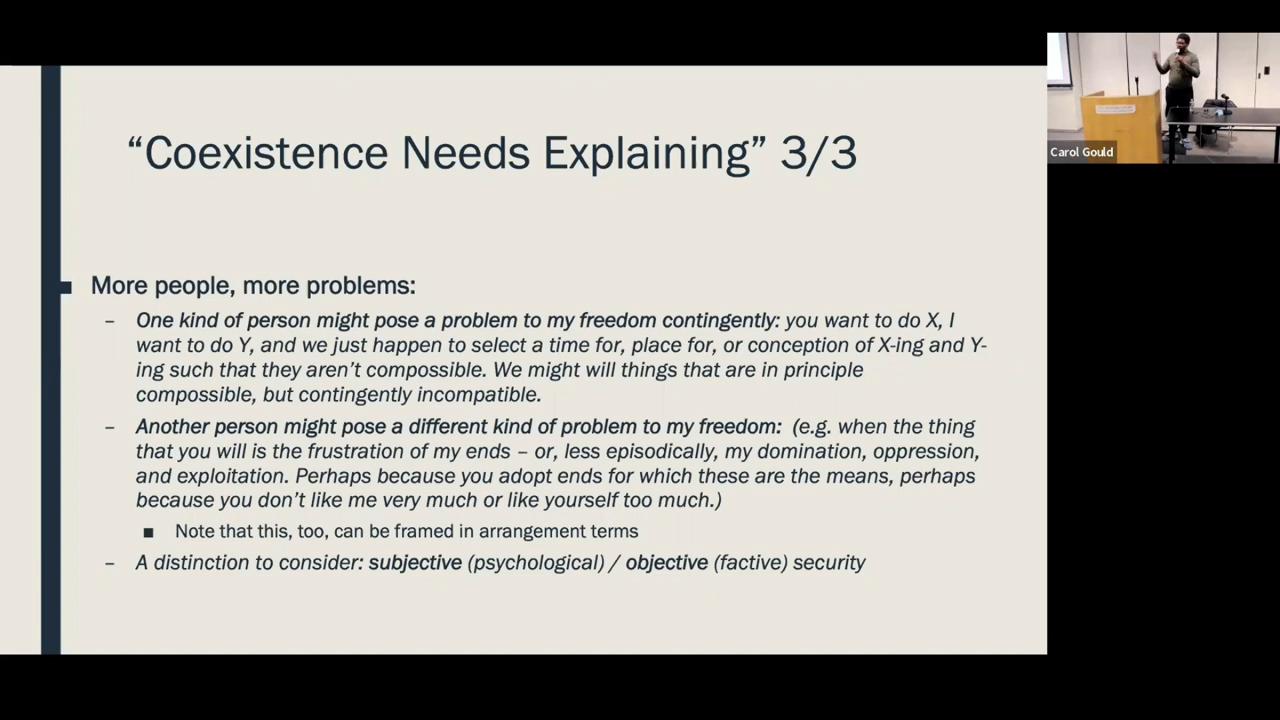 “Coexistence Needs Explaining” 3/3
Carol Gould
More people, more problems:
– One kind of person might pose a problem to my freedom contingently: you want to do X, I
want to do Y, and we just happen to select a time for, place for, or conception of X-ing and Y-
ing such that they aren’t compossible. We might will things that are in principle
compossible, but contingently incompatible.
– Another person might pose a different kind of problem to my freedom: (e.g. when the thing
that you will is the frustration of my ends – or, less episodically, my domination, oppression,
and exploitation. Perhaps because you adopt ends for which these are the means, perhaps
because you don’t like me very much or like yourself too much.)
■ Note that this, too, can be framed in arrangement terms
– A distinction to consider: subjective (psychological) / objective (factive) security